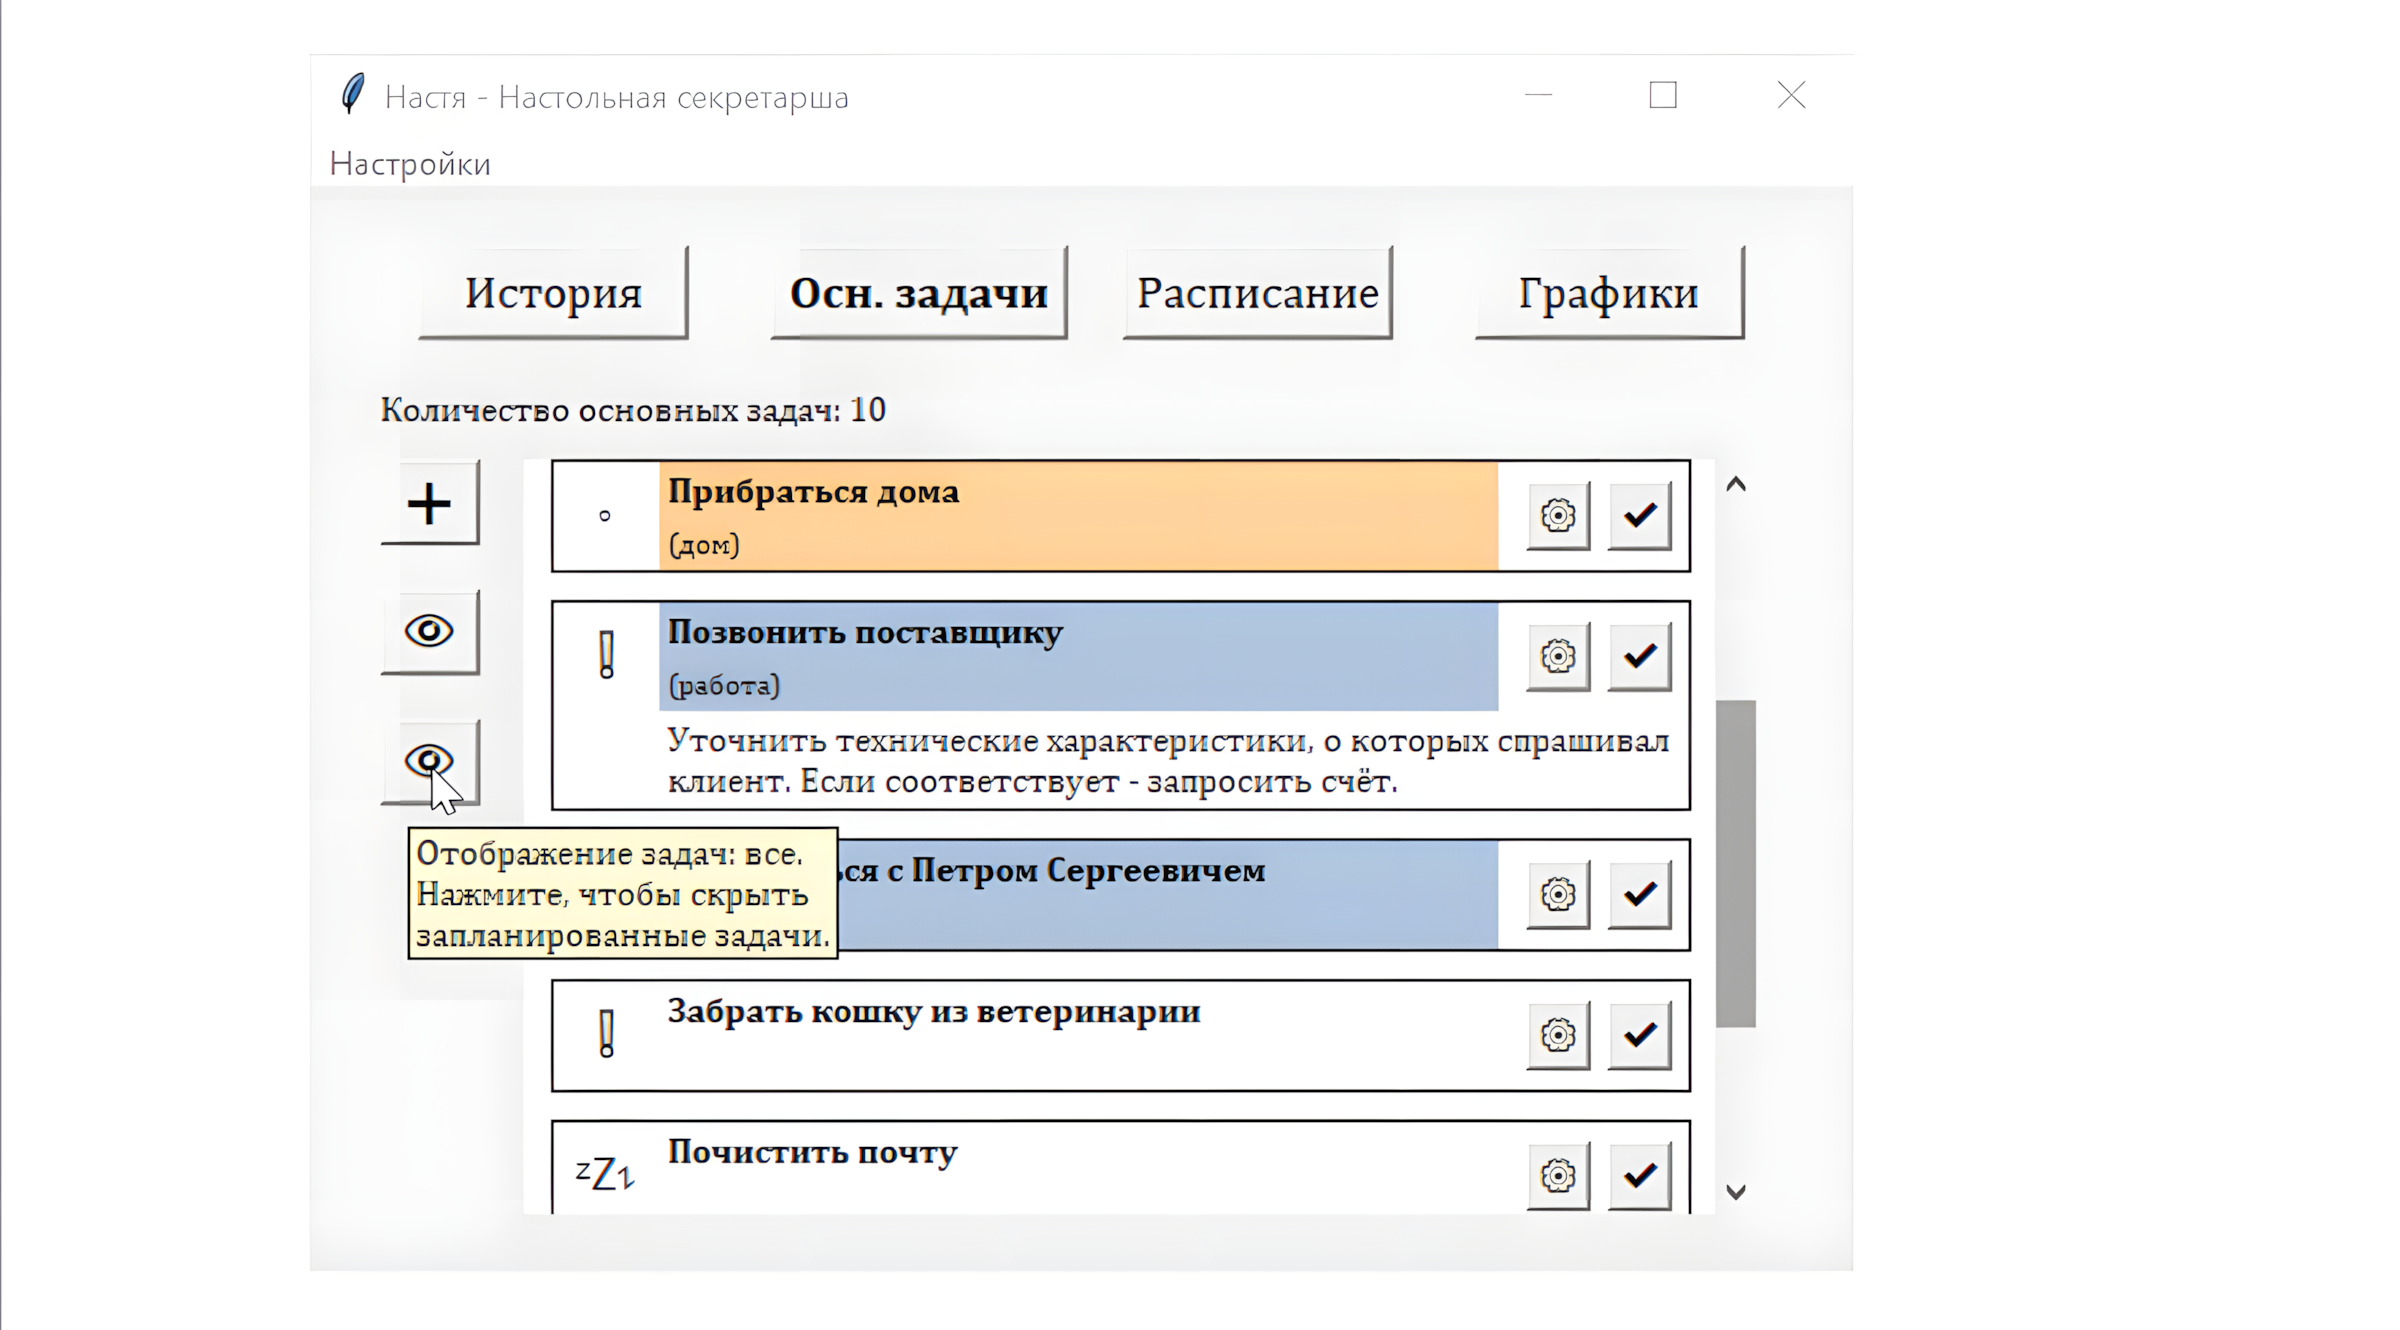 Настя - Настольная секретарша
Настройки
История
Осн. задачи
Расписание
Графики
Количество основных задач: 10
Прибраться дома
(дом)
Позвонить поставщику
(работа)
Уточнить технические характеристики, о которых спрашивал
клиент. Если соответствует - запросить счёт.
Отображение задач: все.
Нажмите, чтобы скрыть
запланированные задачи.
ся с Петром Сергеевичем
Забрать кошку из ветеринарии
zZz
Почистить почту